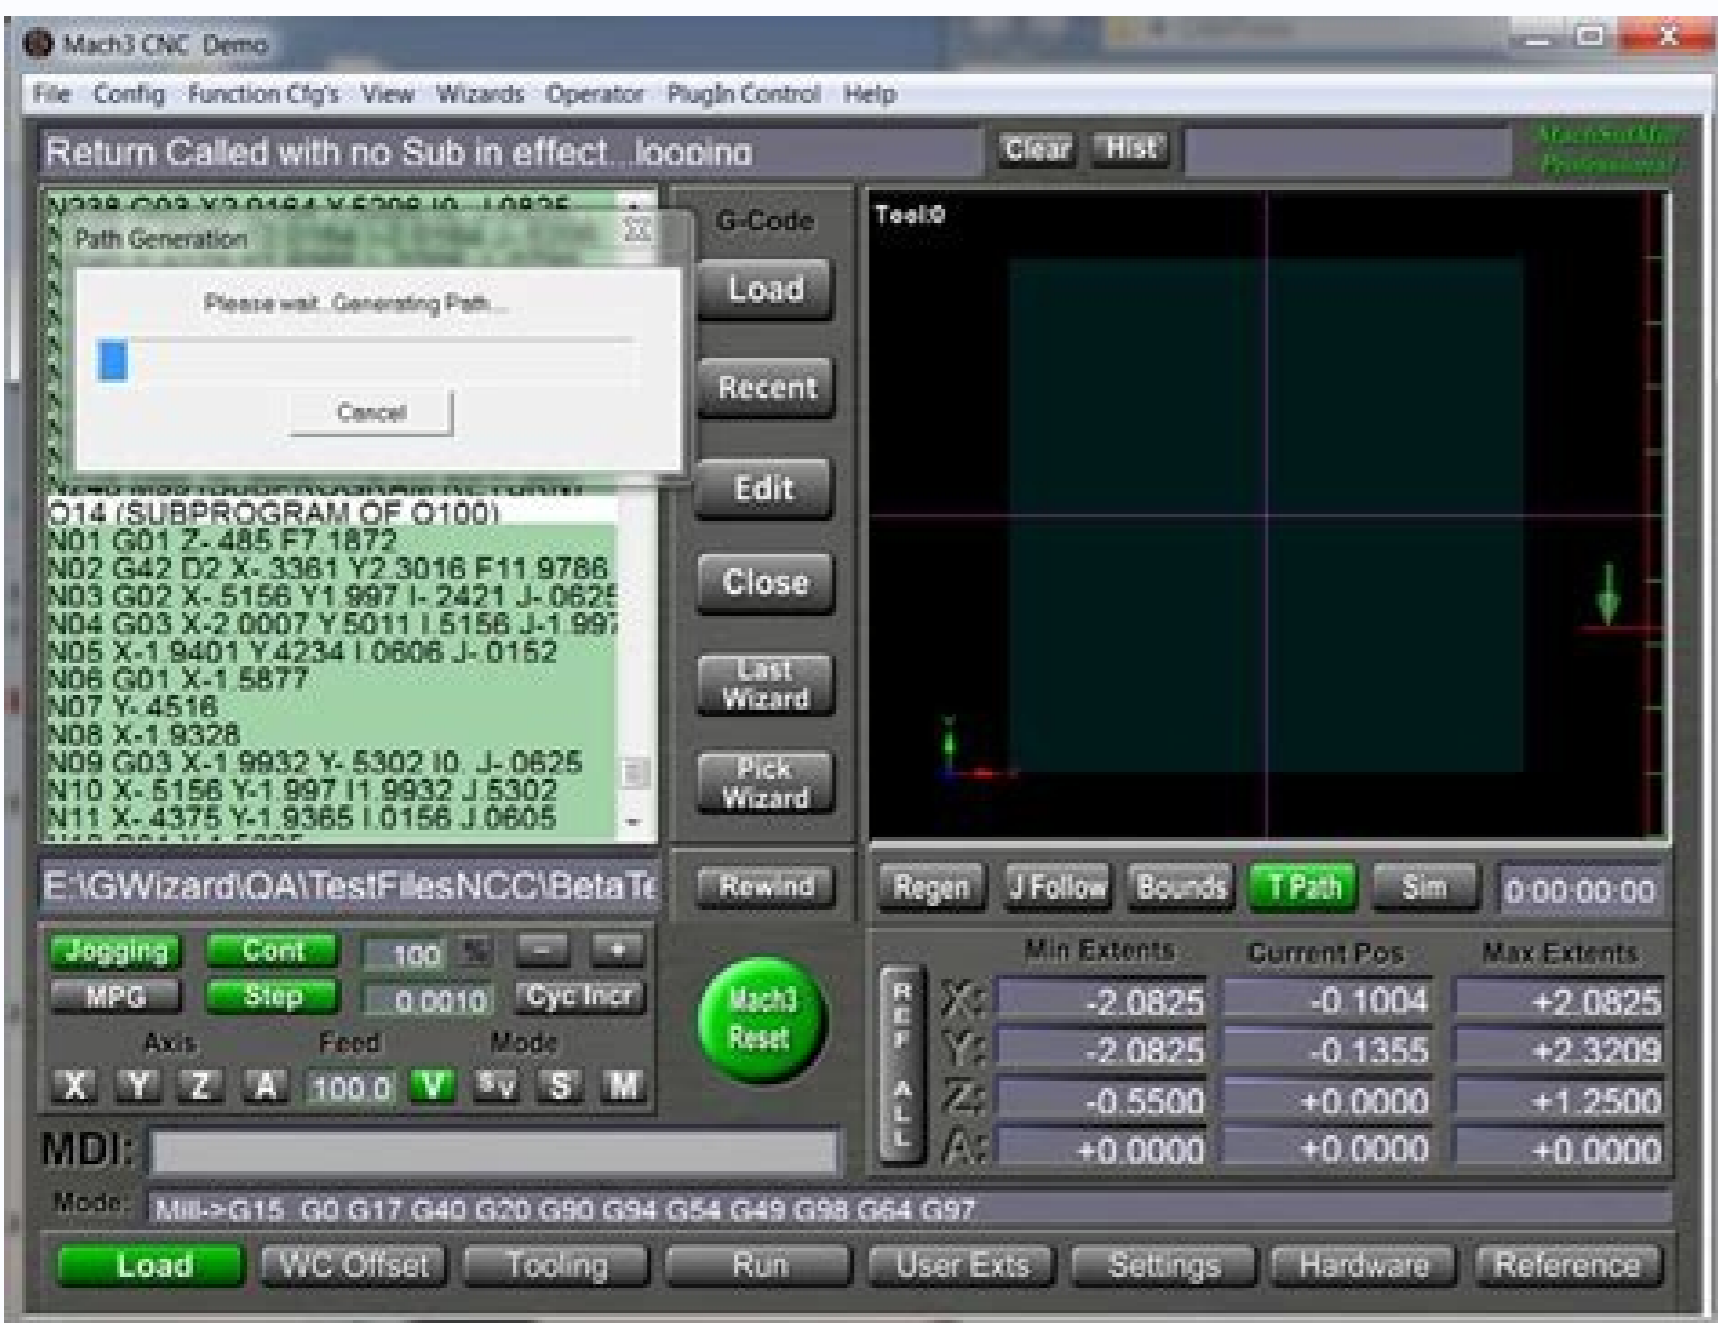 Mach3 CNC Demo
File Config Function Cfg's View Wizards Operator PlugIn Control Help
Return Called with no Sub in effect...looping
Clear Hist
Path Generation
Please wait..Generating Path...
Cancel
O14 (SUBPROGRAM OF O100)
N01 G01 Z-.485 F7.1872
N02 G42 D2 X-.3361 Y2.3016 F11.9786
N03 G02 X-.5156 Y1.997 I-.2421 J-.0625
N04 G03 X-2.0007 Y.5011 I.5156 J-1.997
N05 X-1.9401 Y.4234 I.0606 J-.0152
N06 G01 X-1.5877
N07 Y-.4516
N08 X-1.9328
N09 G03 X-1.9932 Y-.5302 I0. J-.0625
N10 X-.5156 Y-1.997 I1.9932 J.5302
N11 X-.4375 Y-1.9365 I.0156 J.0605
G-Code
Load
Recent
Edit
Close
Last
Wizard
Pick
Wizard
Tool:0
E:\GWizard\QA\TestFilesNCC\BetaTe
Rewind
Regen J Follow Bounds T Path Sim 0:00:00:00
Jogging Cont 100 % - +
MPG Step 0.0010 Cyc Incr
Axis Feed Mode
X Y Z A 100.0 V S V S M
Mach3
Reset
REF ALL
Min Extents Current Pos Max Extents
X: -2.0825 -0.1004 +2.0825
Y: -2.0825 -0.1355 +2.3209
Z: -0.5500 +0.0000 +1.2500
A: +0.0000 +0.0000 +0.0000
MDI:
Mode: Mill->G15 G0 G17 G40 G20 G90 G94 G54 G49 G98 G64 G97
Load WC Offset Tooling Run User Exts Settings Hardware Reference